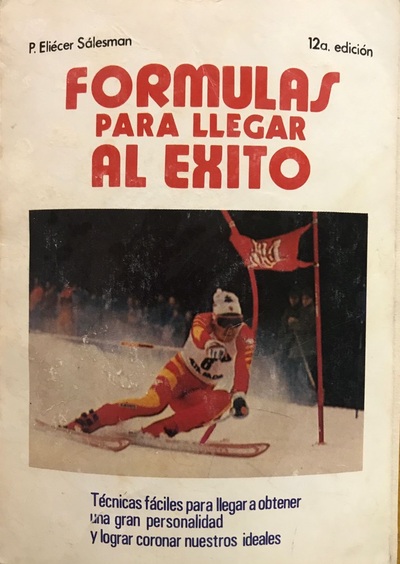 P. Eliécer Sálesman
12a. edición
FORMULAS
PARA LLEGAR
AL EXITO
8
Técnicas fáciles para llegar a obtener
una gran personalidad
y lograr coronar nuestros ideales